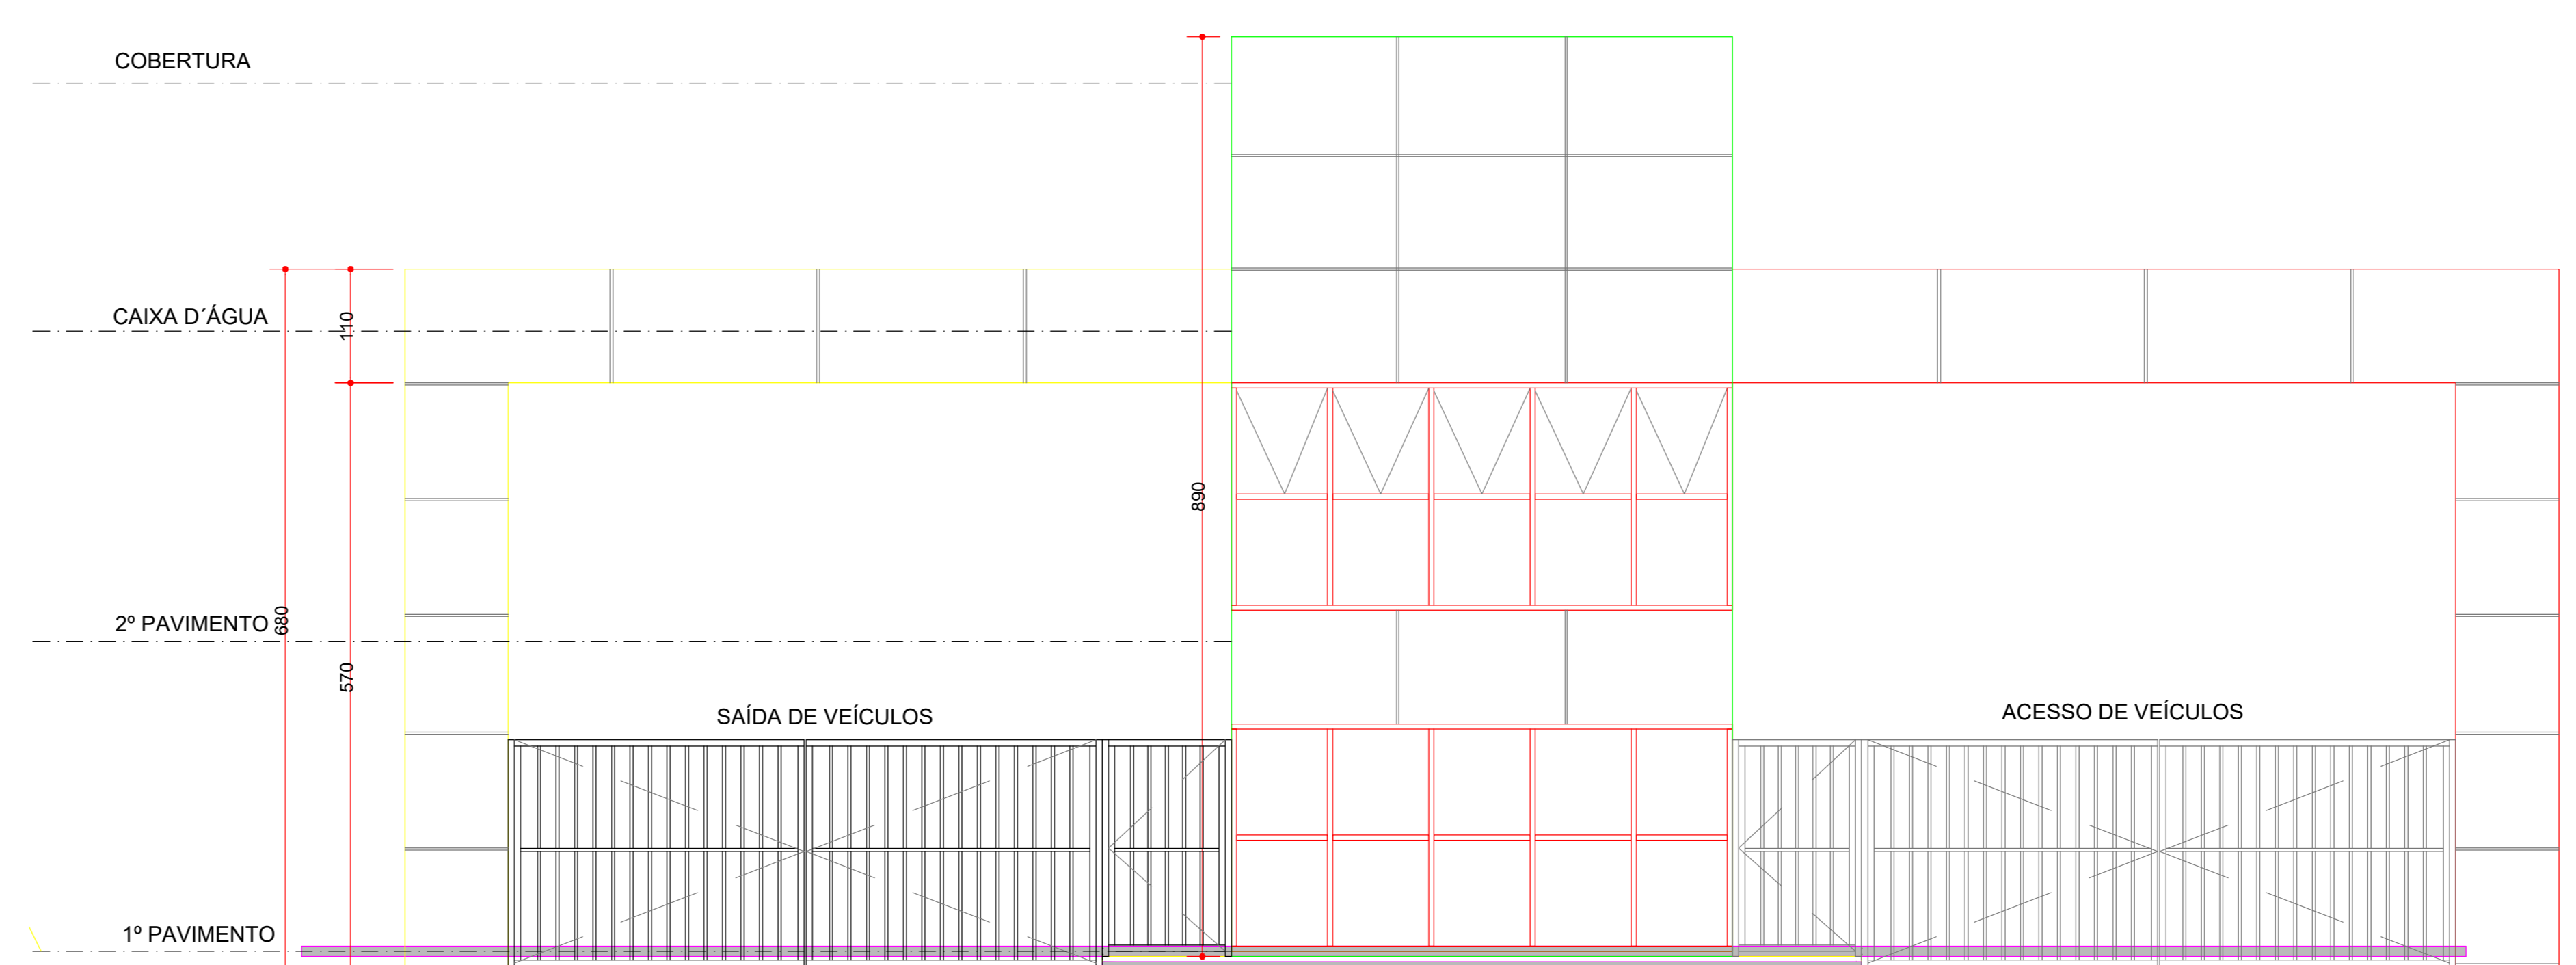 COBERTURA
CAIXA D´ÁGUA
110
890
2º PAVIMENTO
680
570
SAÍDA DE VEÍCULOS
ACESSO DE VEÍCULOS
1º PAVIMENTO